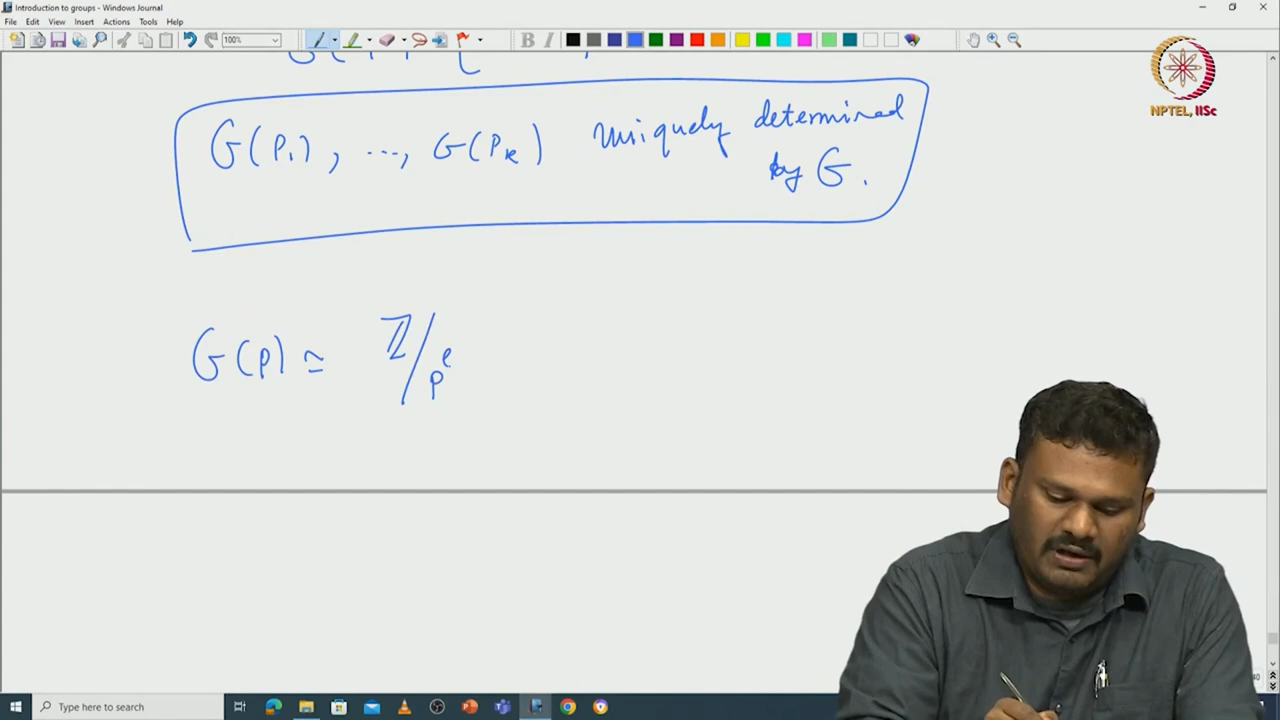 Introduction to groups - Windows Journal
File Edit View Insert Actions Tools Help
100% B I
NPTEL, IISc
G(p₁), ..., G(pₖ) uniquely determined
by G.
G(p) ≃ ℤ/pᵉ
Type here to search